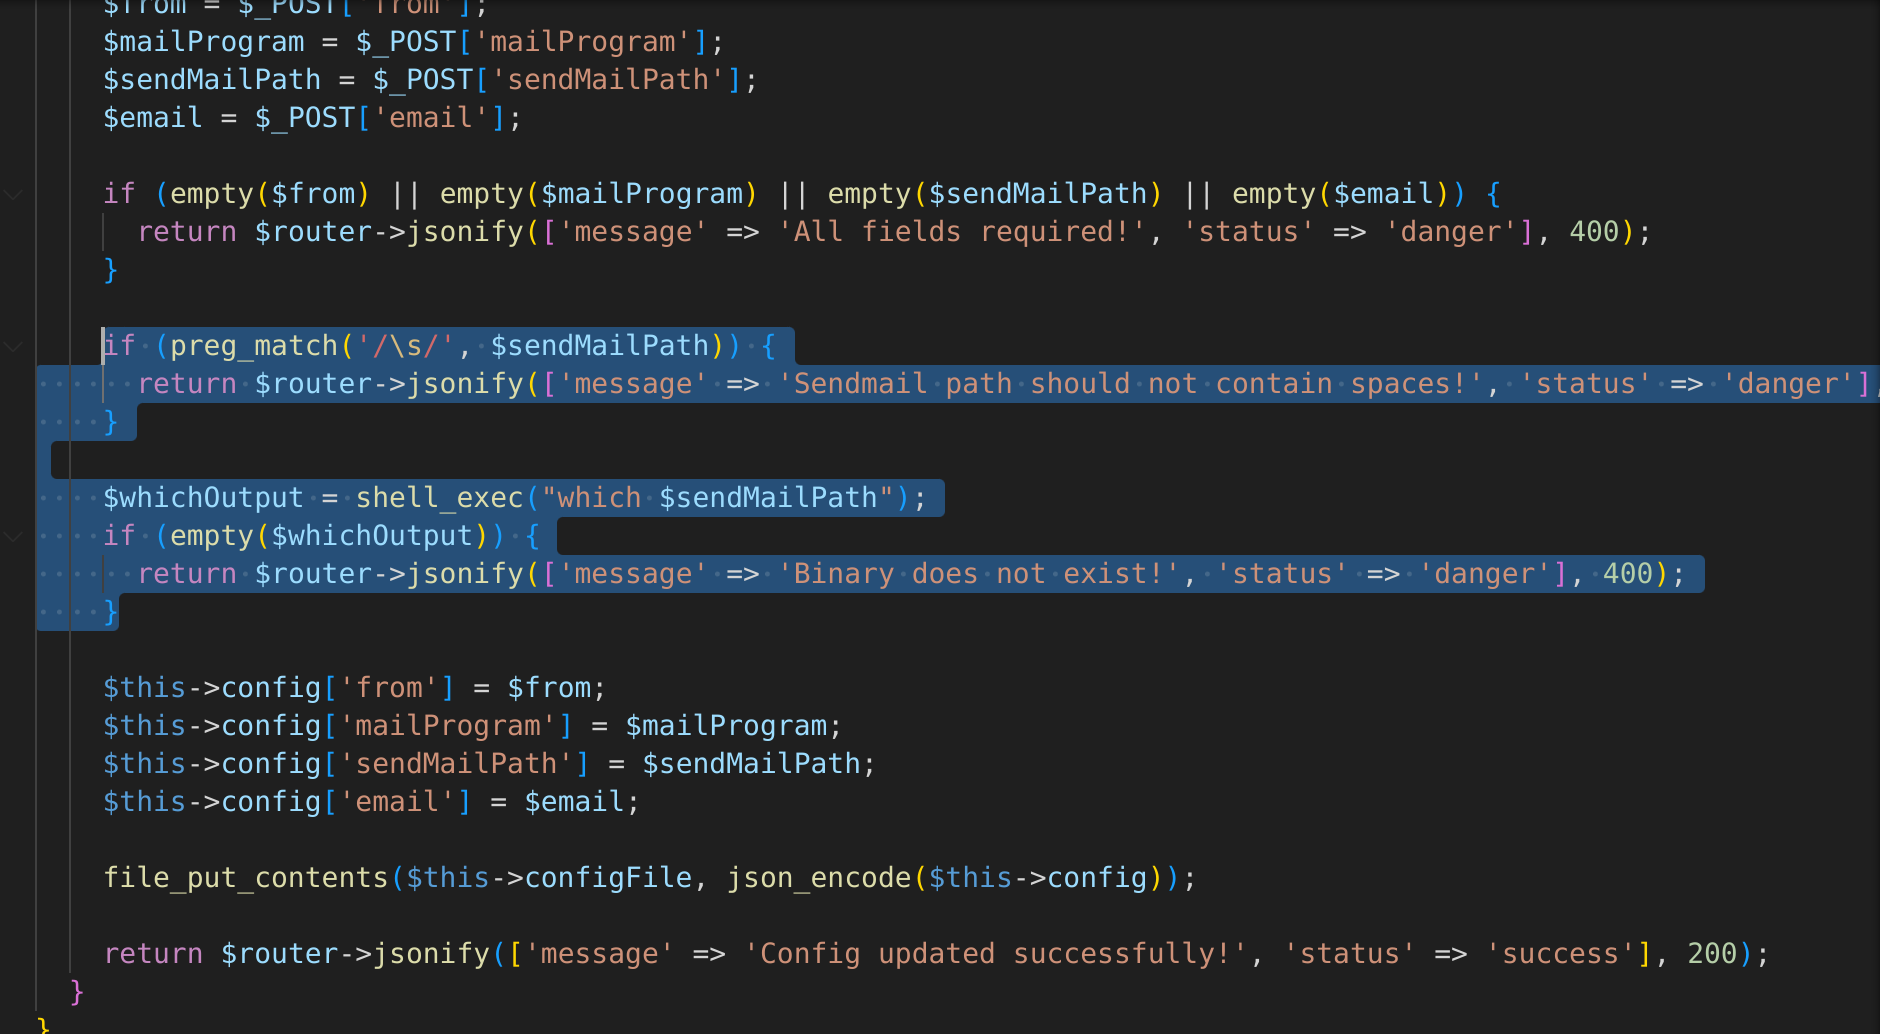 $from = $_POST['from'];
$mailProgram = $_POST['mailProgram'];
$sendMailPath = $_POST['sendMailPath'];
$email = $_POST['email'];
if (empty($from) || empty($mailProgram) || empty($sendMailPath) || empty($email)) {
return $router->jsonify(['message' => 'All fields required!', 'status' => 'danger'], 400);
}
if (preg_match('/\s/', $sendMailPath)) {
return $router->jsonify(['message' => 'Sendmail path should not contain spaces!', 'status' => 'danger'],
}
$whichOutput = shell_exec("which $sendMailPath");
if (empty($whichOutput)) {
return $router->jsonify(['message' => 'Binary does not exist!', 'status' => 'danger'], 400);
}
$this->config['from'] = $from;
$this->config['mailProgram'] = $mailProgram;
$this->config['sendMailPath'] = $sendMailPath;
$this->config['email'] = $email;
file_put_contents($this->configFile, json_encode($this->config));
return $router->jsonify(['message' => 'Config updated successfully!', 'status' => 'success'], 200);
}
}